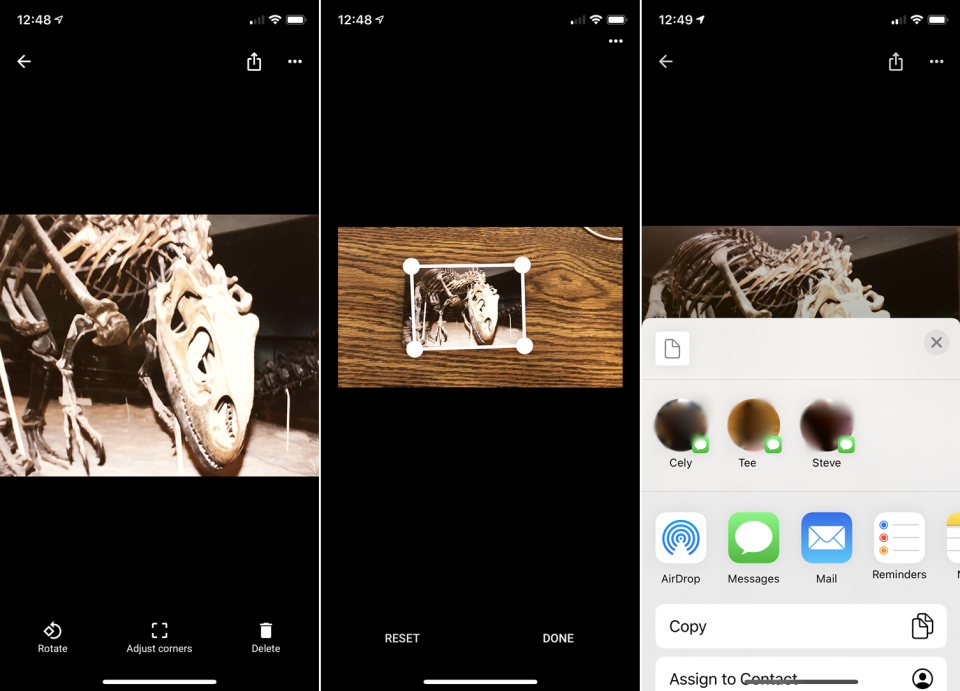 12:48
Rotate
Adjust corners
Delete
12:48
RESET
DONE
12:49
Cely
Tee
Steve
AirDrop
Messages
Mail
Reminders
N
Copy
Assign to Contact